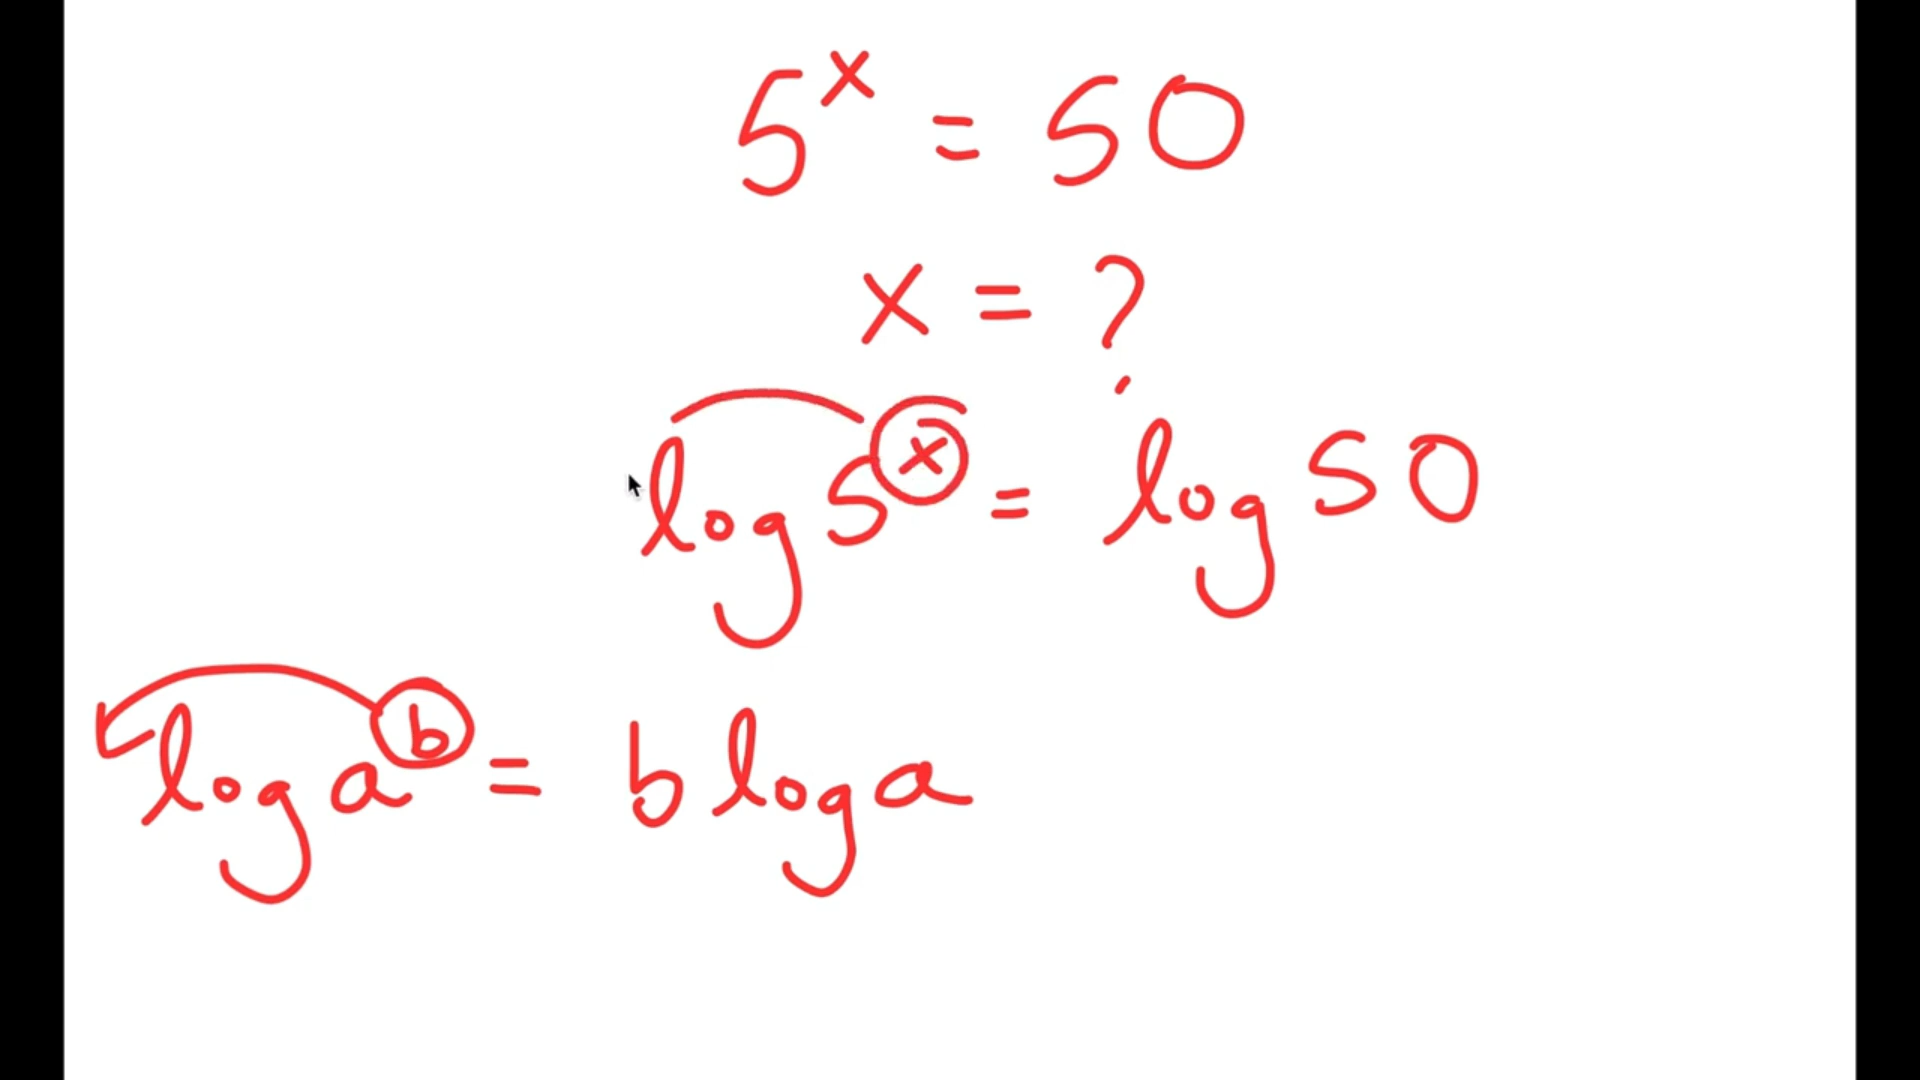 5^x = 50
x = ?
log 5^x = log 50
log a^b = b log a